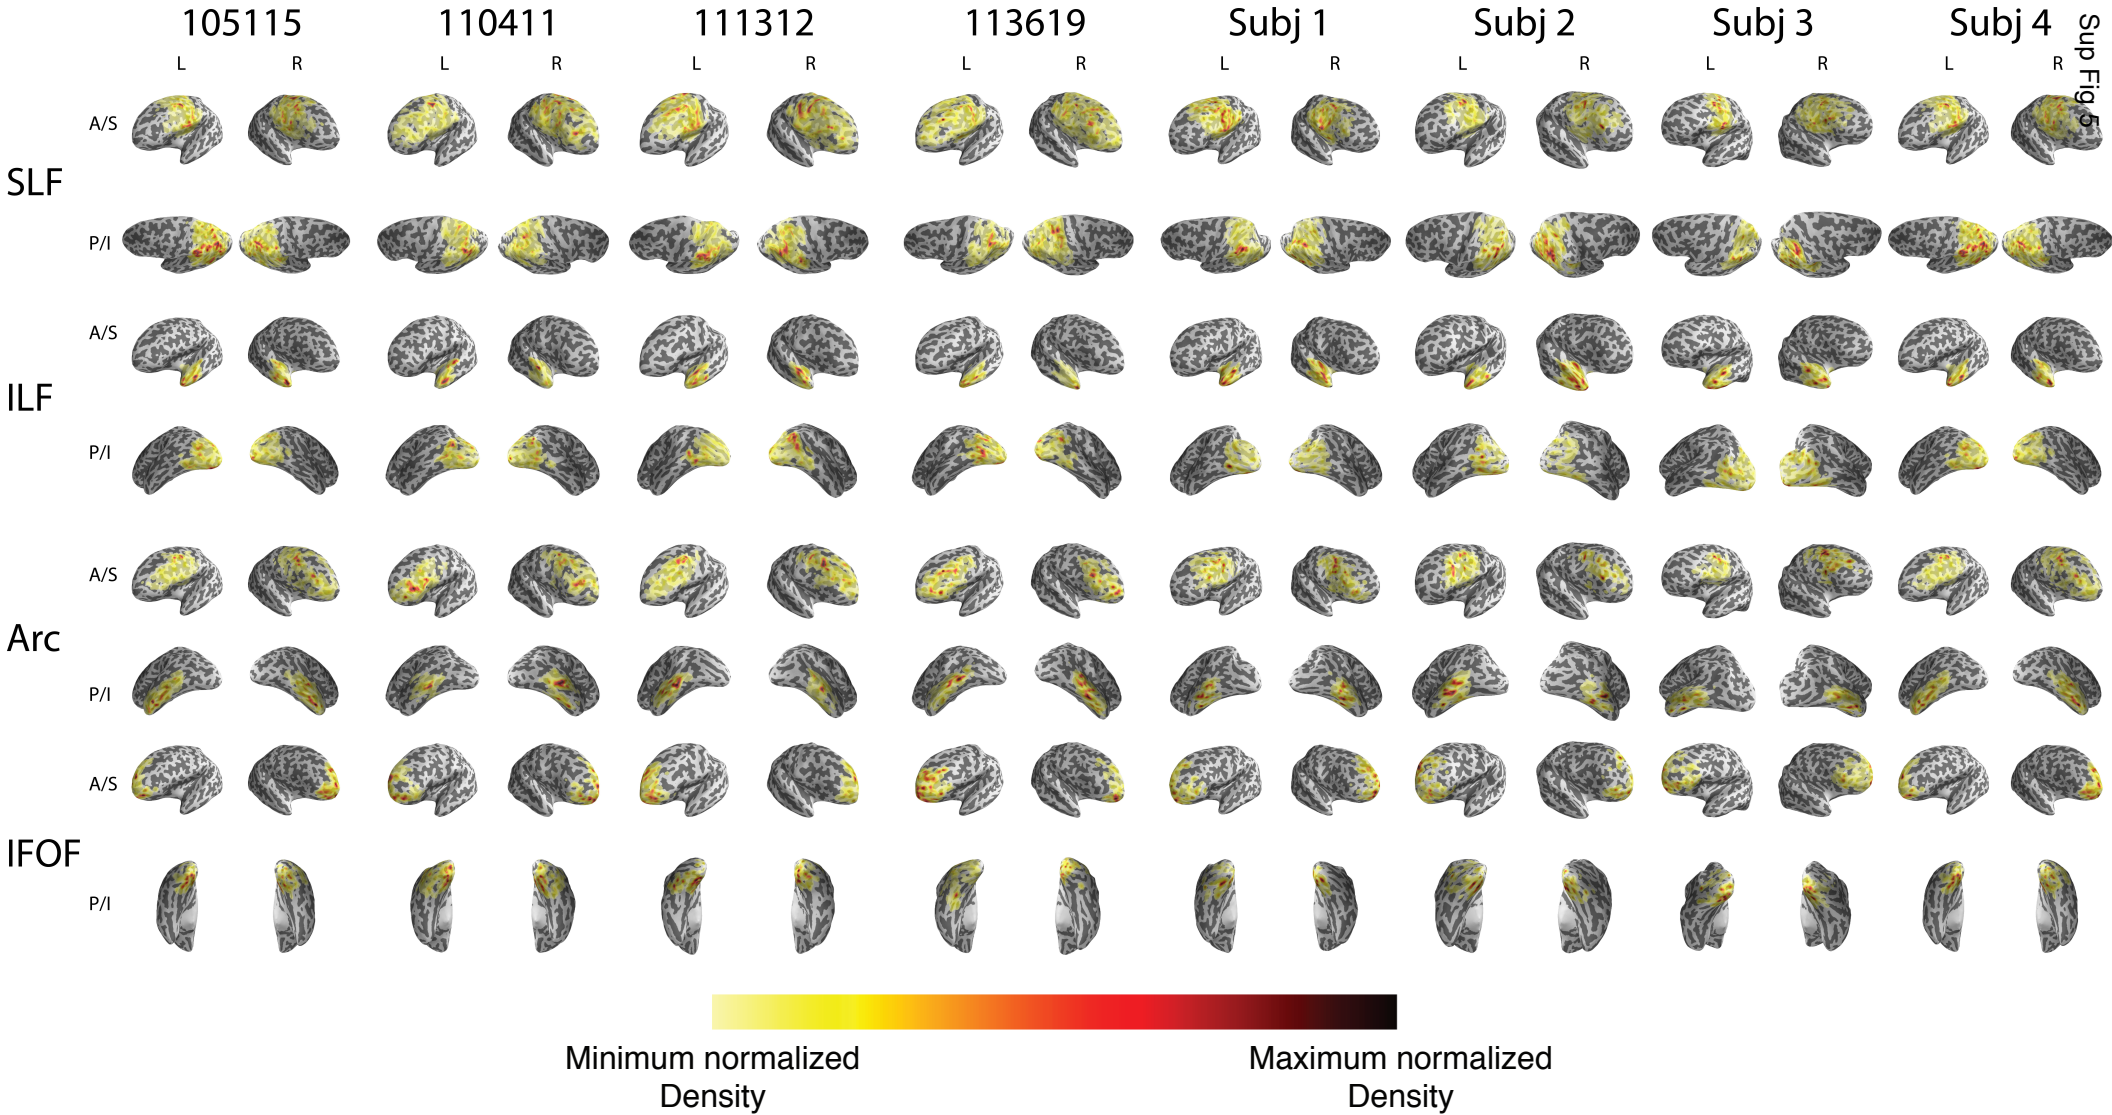 105115 110411 111312 113619 Subj 1 Subj 2 Subj 3 Subj 4
Sup Fig 5
L R L R L R L R L R L R L R L R
A/S
SLF
P/I
A/S
ILF
P/I
A/S
Arc
P/I
A/S
IFOF
P/I
Minimum normalized
Density
Maximum normalized
Density